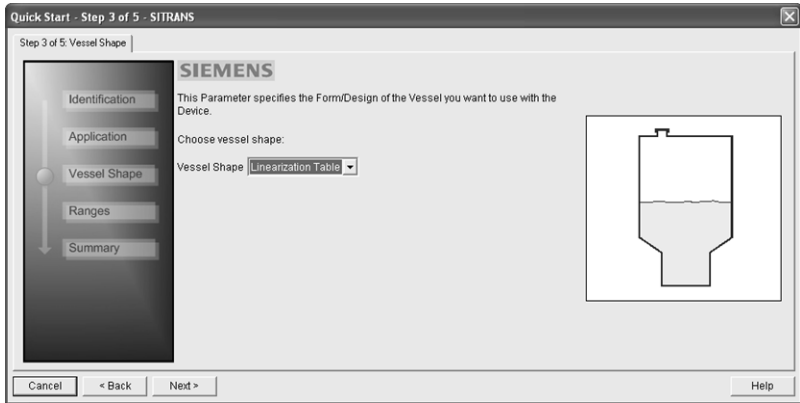 Quick Start - Step 3 of 5 - SITRANS
Step 3 of 5: Vessel Shape
SIEMENS
Identification
Application
Vessel Shape
Ranges
Summary
This Parameter specifies the Form/Design of the Vessel you want to use with the
Device.
Choose vessel shape:
Vessel Shape Linearization Table
Cancel < Back Next > Help